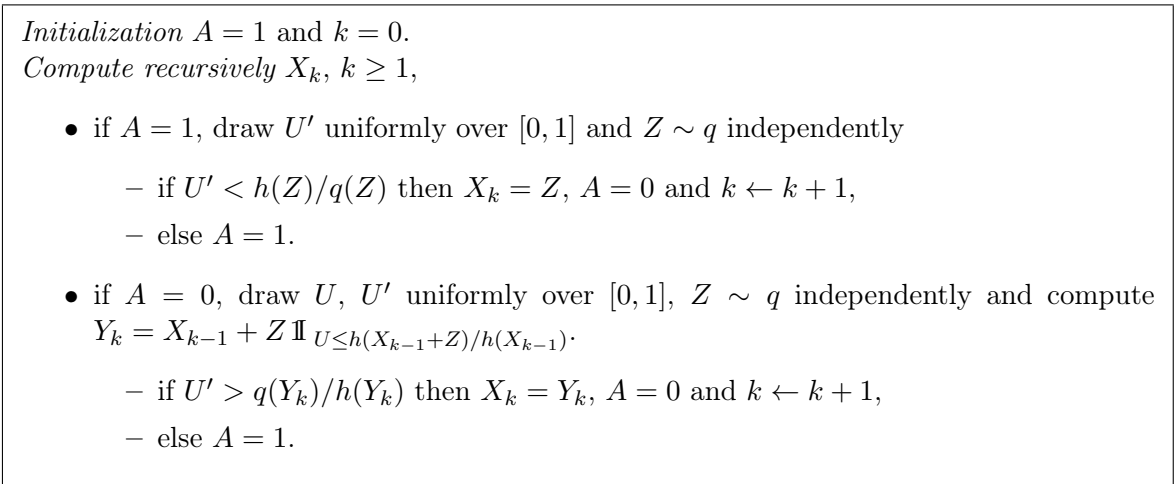 Initialization A = 1 and k = 0.
Compute recursively X_k, k ≥ 1,
• if A = 1, draw U′ uniformly over [0, 1] and Z ∼ q independently
– if U′ < h(Z)/q(Z) then X_k = Z, A = 0 and k ← k + 1,
– else A = 1.
• if A = 0, draw U, U′ uniformly over [0, 1], Z ∼ q independently and compute
Y_k = X_{k−1} + Z 𝟙_{U≤h(X_{k−1}+Z)/h(X_{k−1})}.
– if U′ > q(Y_k)/h(Y_k) then X_k = Y_k, A = 0 and k ← k + 1,
– else A = 1.